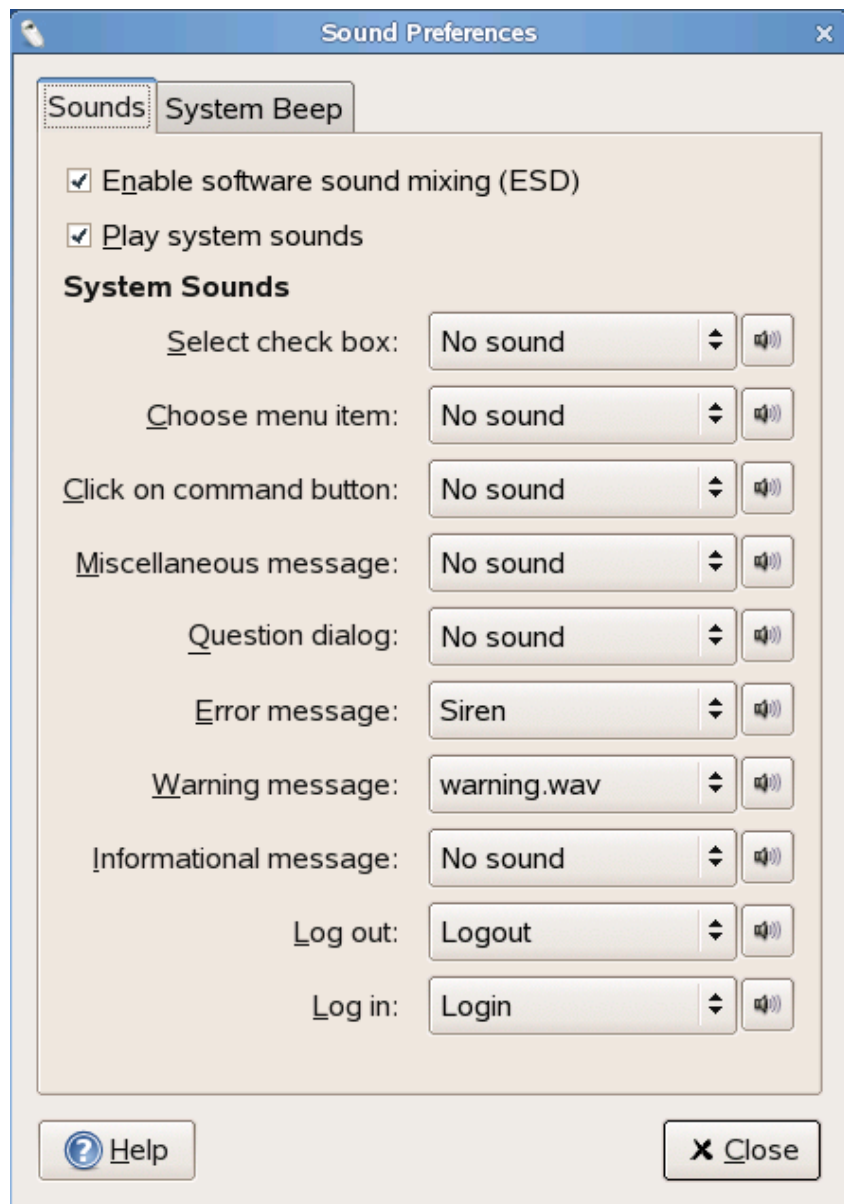 Sound Preferences
Sounds
System Beep
Enable software sound mixing (ESD)
Play system sounds
System Sounds
Select check box: No sound
Choose menu item: No sound
Click on command button: No sound
Miscellaneous message: No sound
Question dialog: No sound
Error message: Siren
Warning message: warning.wav
Informational message: No sound
Log out: Logout
Log in: Login
Help
Close